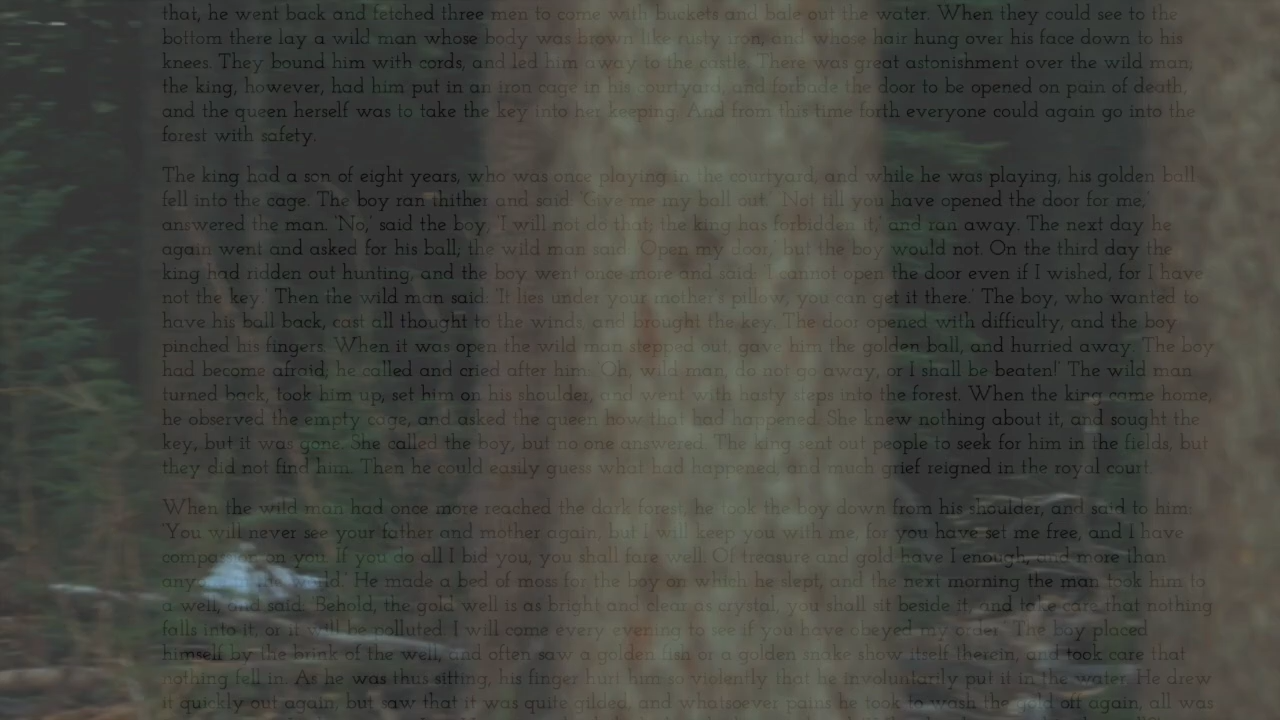 that, he went back and fetched three men to come with buckets and bale out the water. When they could see to the
bottom there lay a wild man whose body was brown like rusty iron, and whose hair hung over his face down to his
knees. They bound him with cords, and led him away to the castle. There was great astonishment over the wild man;
the king, however, had him put in an iron cage in his courtyard, and forbade the door to be opened on pain of death,
and the queen herself was to take the key into her keeping. And from this time forth everyone could again go into the
forest with safety.
The king had a son of eight years, who was once playing in the courtyard, and while he was playing, his golden ball
fell into the cage. The boy ran thither and said: 'Give me my ball out.' 'Not till you have opened the door for me,'
answered the man. 'No,' said the boy, 'I will not do that; the king has forbidden it,' and ran away. The next day he
again went and asked for his ball; the wild man said: 'Open my door,' but the boy would not. On the third day the
king had ridden out hunting, and the boy went once more and said: 'I cannot open the door even if I wished, for I have
not the key.' Then the wild man said: 'It lies under your mother's pillow, you can get it there.' The boy, who wanted to
have his ball back, cast all thought to the winds, and brought the key. The door opened with difficulty, and the boy
pinched his fingers. When it was open the wild man stepped out, gave him the golden ball, and hurried away. The boy
had become afraid; he called and cried after him: 'Oh, wild man, do not go away, or I shall be beaten!' The wild man
turned back, took him up, set him on his shoulder, and went with hasty steps into the forest. When the king came home,
he observed the empty cage, and asked the queen how that had happened. She knew nothing about it, and sought the
key, but it was gone. She called the boy, but no one answered. The king sent out people to seek for him in the fields, but
they did not find him. Then he could easily guess what had happened, and much grief reigned in the royal court.
When the wild man had once more reached the dark forest, he took the boy down from his shoulder, and said to him:
'You will never see your father and mother again, but I will keep you with me, for you have set me free, and I have
compassion on you. If you do all I bid you, you shall fare well. Of treasure and gold have I enough, and more than
He made a bed of moss for the boy on which he slept, and the next morning the man took him to
a well, and said: 'Behold, the gold well is as bright and clear as crystal, you shall sit beside it, and take care that nothing
falls into it, or it will be polluted. I will come every evening to see if you have obeyed my order.' The boy placed
himself by the brink of the well, and often saw a golden fish or a golden snake show itself therein, and took care that
nothing fell in. As he was thus sitting, his finger hurt him so violently that he involuntarily put it in the water. He drew
it quickly out again, but saw that it was quite gilded, and whatsoever pains he took to wash the gold off again, all was